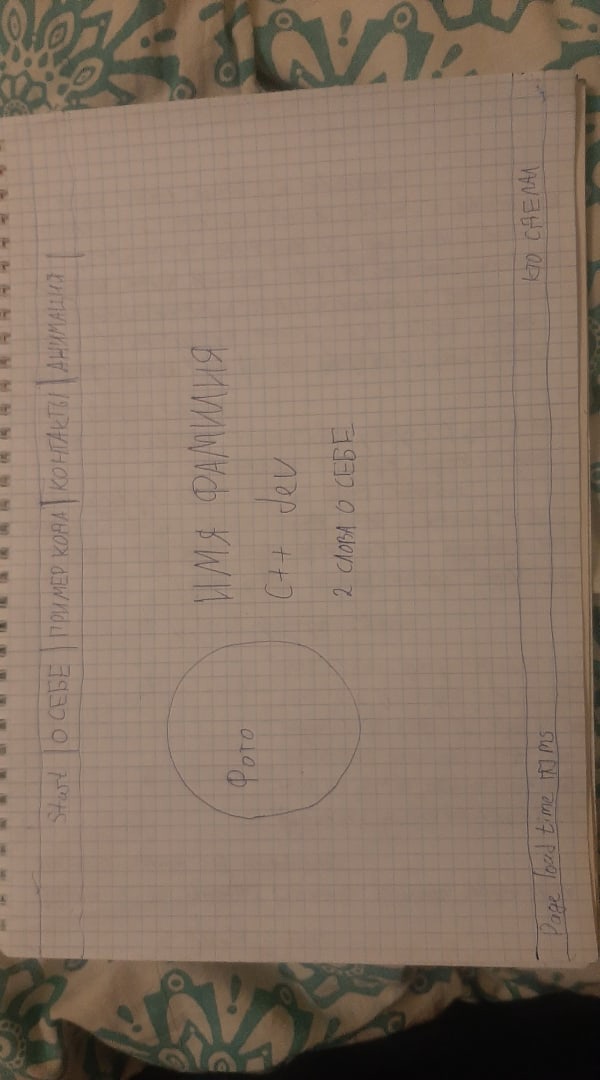 Start | О СЕБЕ | ПРИМЕР КОДА | КОНТАКТЫ | АНИМАЦИЯ |
ФОТО
ИМЯ ФАМИЛИЯ
C++ dev
2 СЛОВА О СЕБЕ
Page load time ms
КТО СДЕЛАЛ